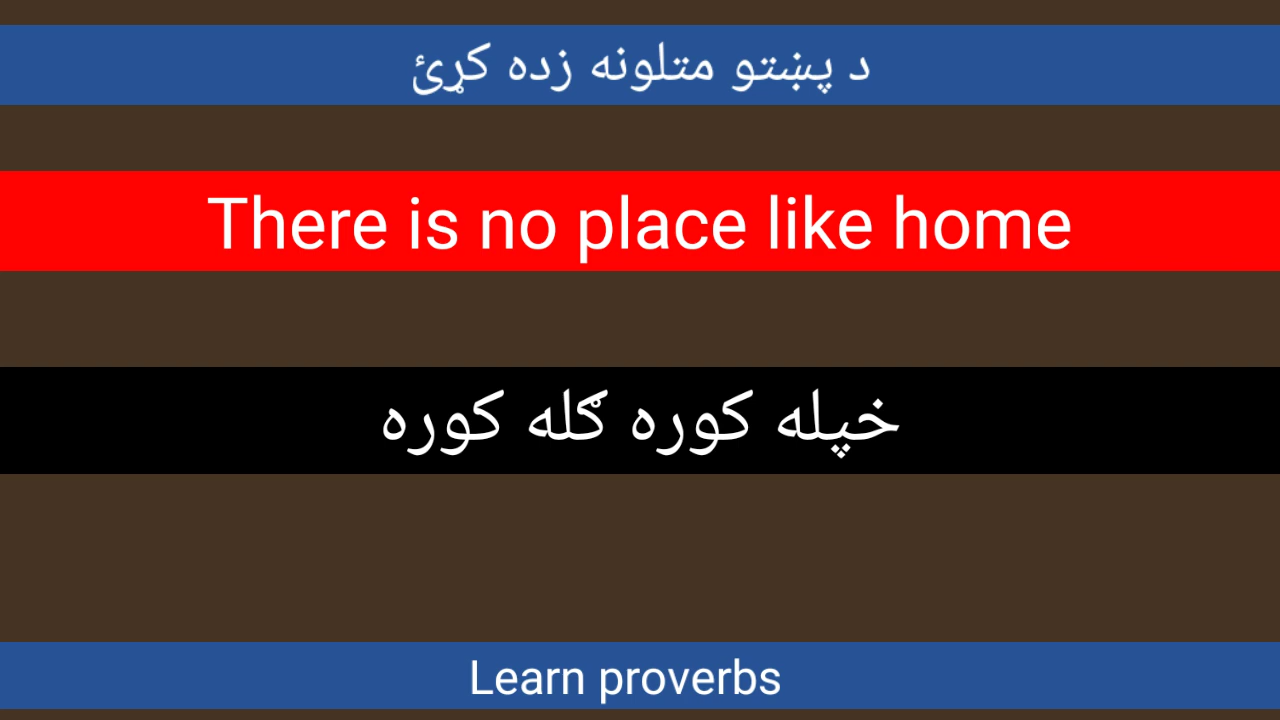 د پښتو متلونه زده کړئ
There is no place like home
خپله کوره ګله کوره
Learn proverbs